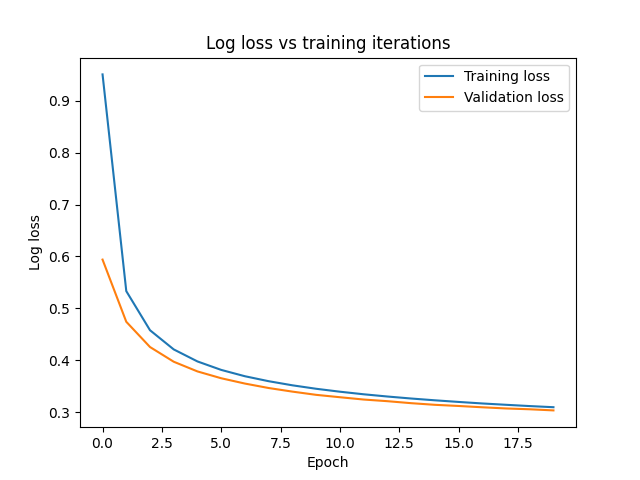 Log loss vs training iterations
Training loss
Validation loss
Log loss
0.9
0.8
0.7
0.6
0.5
0.4
0.3
0.0 2.5 5.0 7.5 10.0 12.5 15.0 17.5
Epoch